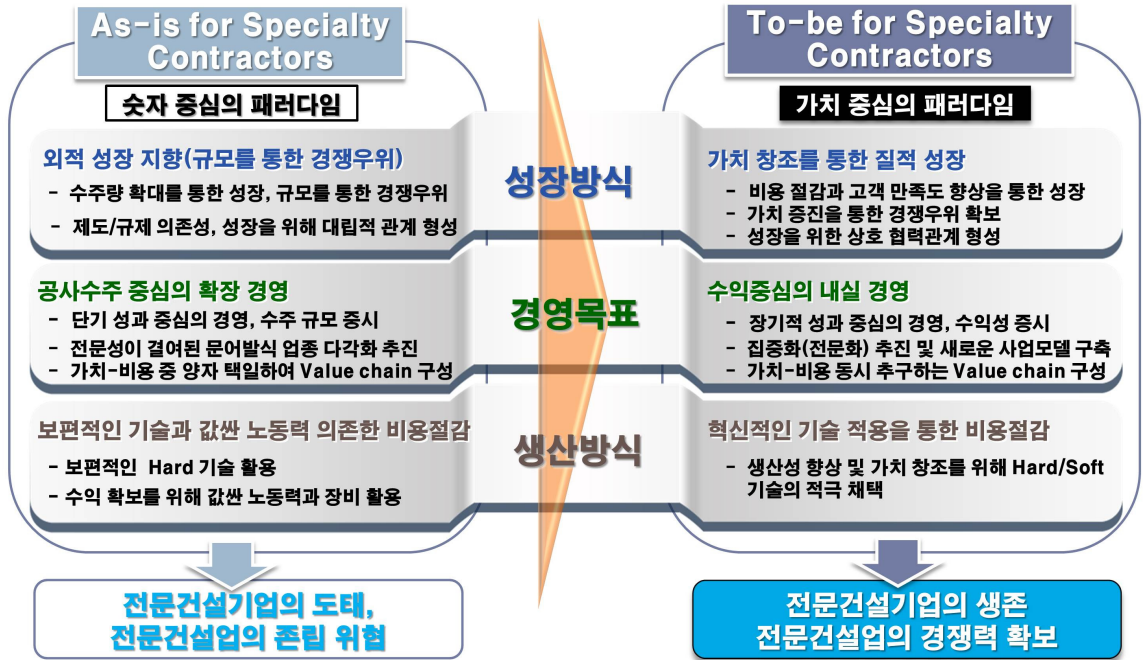 As-is for Specialty
Contractors
숫자 중심의 패러다임
외적 성장 지향(규모를 통한 경쟁우위)
- 수주량 확대를 통한 성장, 규모를 통한 경쟁우위
- 제도/규제 의존성, 성장을 위해 대립적 관계 형성
공사수주 중심의 확장 경영
- 단기 성과 중심의 경영, 수주 규모 중시
- 전문성이 결여된 문어발식 업종 다각화 추진
- 가치-비용 중 양자 택일하여 Value chain 구성
보편적인 기술과 값싼 노동력 의존한 비용절감
- 보편적인 Hard 기술 활용
- 수익 확보를 위해 값싼 노동력과 장비 활용
전문건설기업의 도태,
전문건설업의 존립 위협
성장방식
경영목표
생산방식
To-be for Specialty
Contractors
가치 중심의 패러다임
가치 창조를 통한 질적 성장
- 비용 절감과 고객 만족도 향상을 통한 성장
- 가치 증진을 통한 경쟁우위 확보
- 성장을 위한 상호 협력관계 형성
수익중심의 내실 경영
- 장기적 성과 중심의 경영, 수익성 중시
- 집중화(전문화) 추진 및 새로운 사업모델 구축
- 가치-비용 동시 추구하는 Value chain 구성
혁신적인 기술 적용을 통한 비용절감
- 생산성 향상 및 가치 창조를 위해 Hard/Soft
기술의 적극 채택
전문건설기업의 생존
전문건설업의 경쟁력 확보